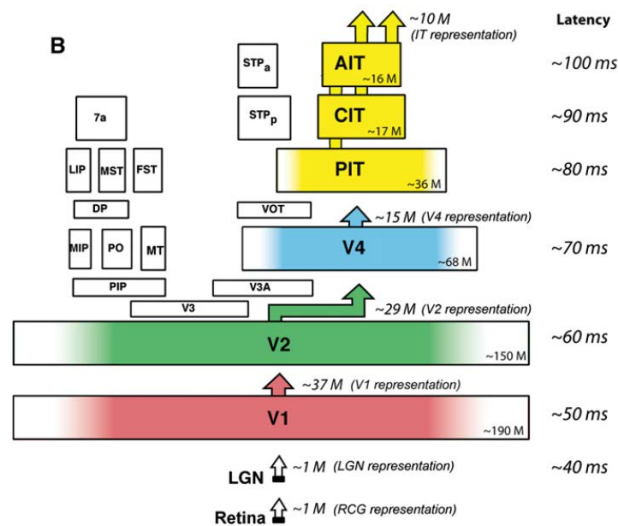 B
Latency
~10 M
(IT representation)
STPa
AIT
~16 M
~100 ms
7a
STPp
CIT
~17 M
~90 ms
LIP
MST
FST
PIT
~36 M
~80 ms
DP
VOT
~15 M (V4 representation)
MIP
PO
MT
V4
~68 M
~70 ms
PIP
V3A
V3
~29 M (V2 representation)
V2
~150 M
~60 ms
~37 M (V1 representation)
V1
~190 M
~50 ms
LGN
~1 M (LGN representation)
~40 ms
Retina
~1 M (RCG representation)